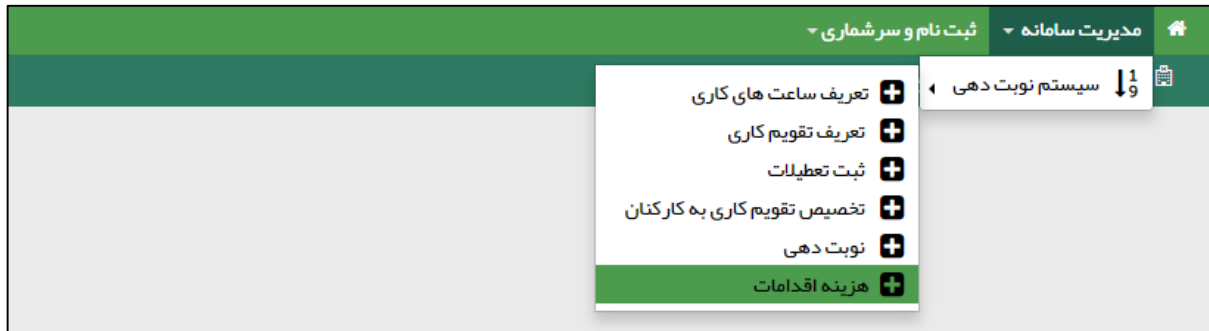 مدیریت سامانه ثبت نام و سرشماری
سیستم نوبت دهی
تعریف ساعت های کاری
تعریف تقویم کاری
ثبت تعطیلات
تخصیص تقویم کاری به کارکنان
نوبت دهی
هزینه اقدامات